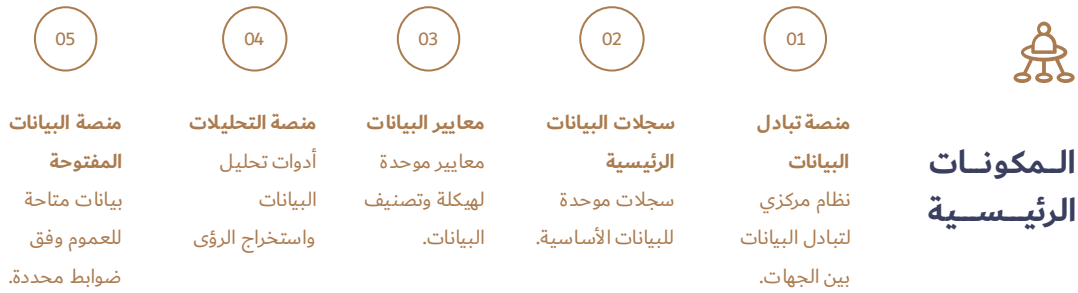 الـمكونــات
الرئيـــســـية
01
منصة تبادل
البيانات
نظام مركزي
لتبادل البيانات
بين الجهات.
02
سجلات البيانات
الرئيسية
سجلات موحدة
للبيانات الأساسية.
03
معايير البيانات
معايير موحدة
لهيكلة وتصنيف
البيانات.
04
منصة التحليلات
أدوات تحليل
البيانات
واستخراج الرؤى
05
منصة البيانات
المفتوحة
بيانات متاحة
للعموم وفق
ضوابط محددة.